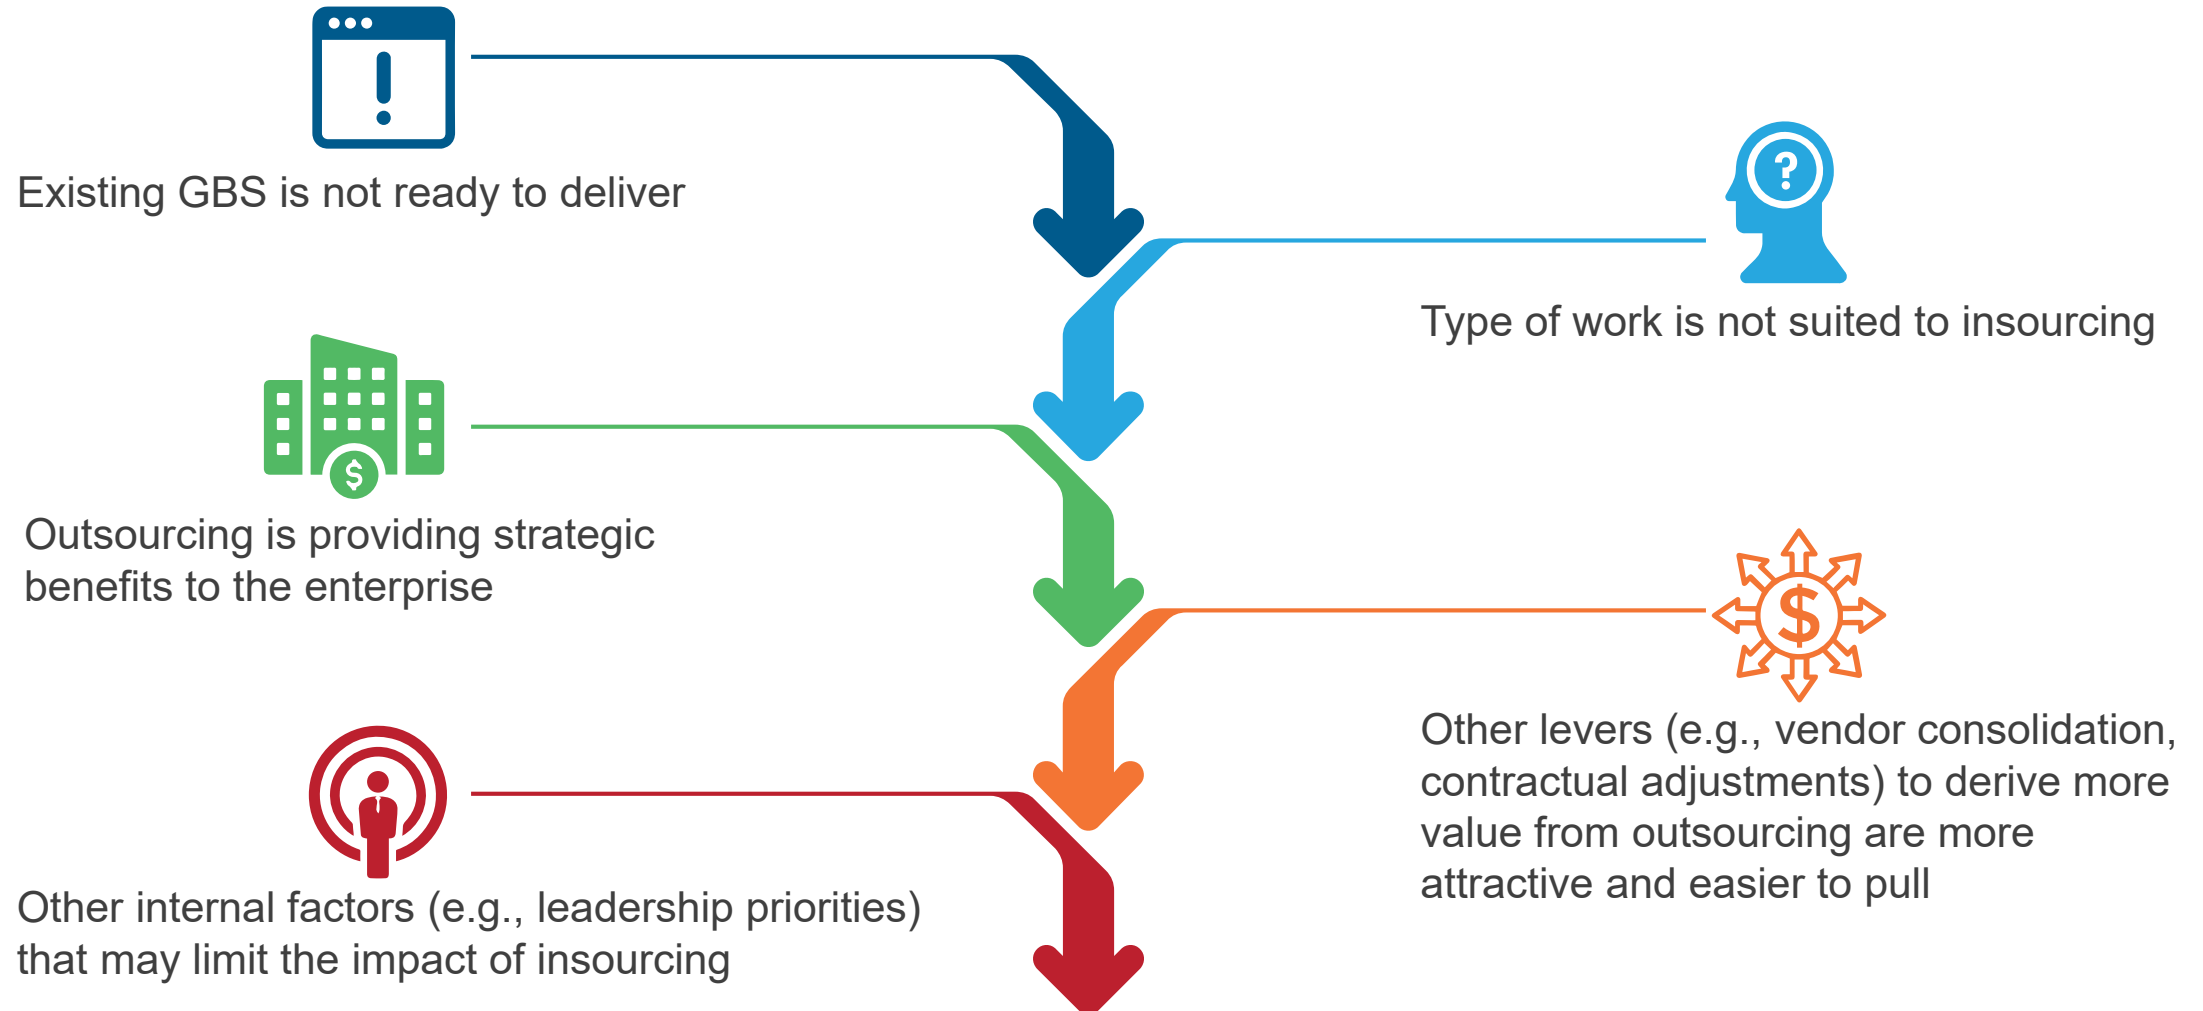 Existing GBS is not ready to deliver
Type of work is not suited to insourcing
Outsourcing is providing strategic
benefits to the enterprise
Other levers (e.g., vendor consolidation,
contractual adjustments) to derive more
value from outsourcing are more
attractive and easier to pull
Other internal factors (e.g., leadership priorities)
that may limit the impact of insourcing